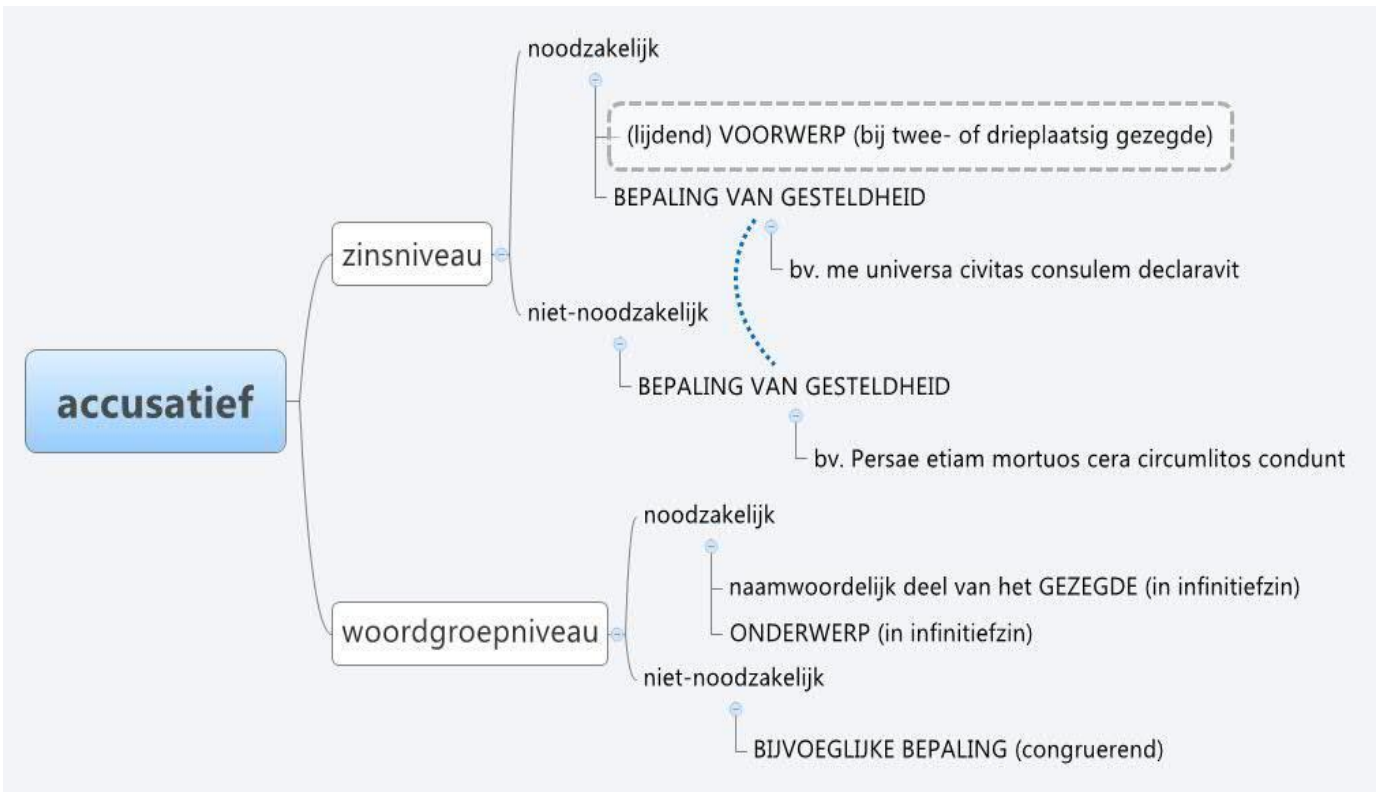 noodzakelijk
(lijdend) VOORWERP (bij twee- of drieplaatsig gezegde)
BEPALING VAN GESTELDHEID
zinsniveau
bv. me universa civitas consulem declaravit
niet-noodzakelijk
BEPALING VAN GESTELDHEID
accusatief
bv. Persae etiam mortuos cera circumlitos condunt
noodzakelijk
naamwoordelijk deel van het GEZEGDE (in infinitiefzin)
woordgroepniveau
ONDERWERP (in infinitiefzin)
niet-noodzakelijk
BIJVOEGLIJKE BEPALING (congruerend)